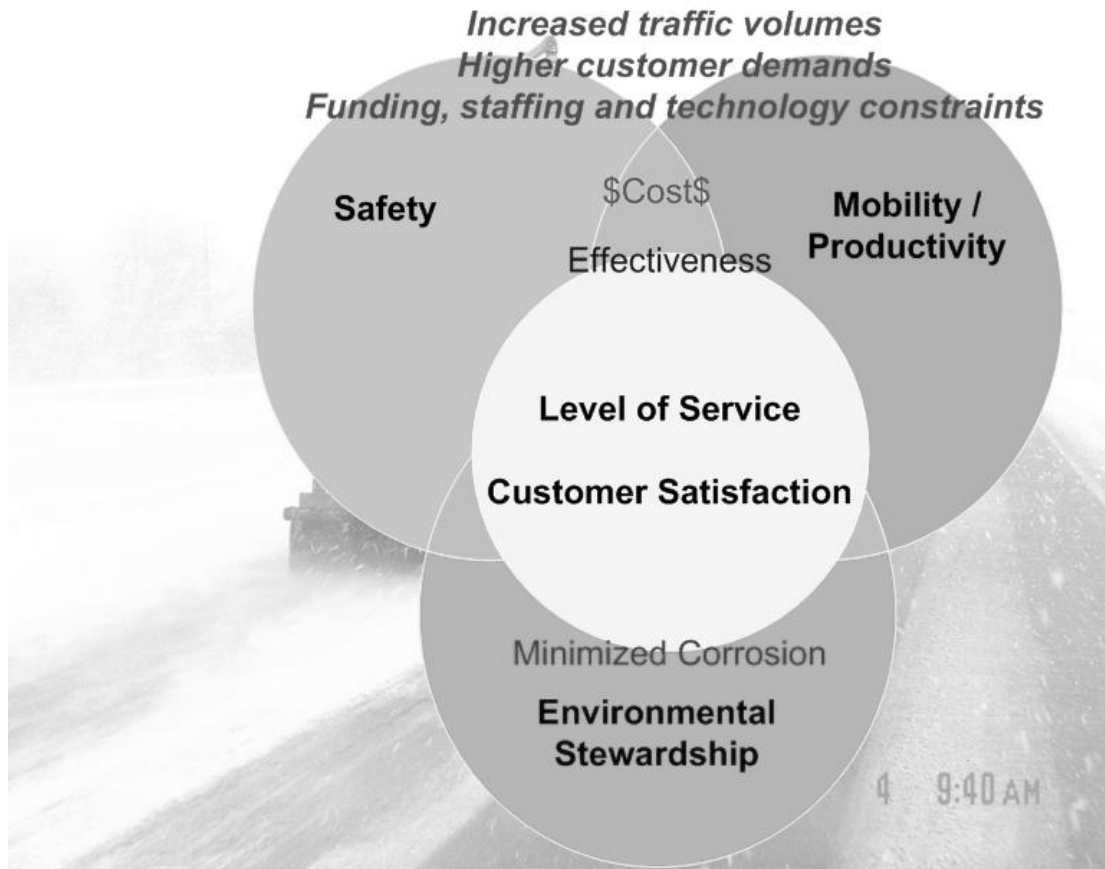 Increased traffic volumes
Higher customer demands
Funding, staffing and technology constraints
$Cost$
Safety
Mobility /
Productivity
Effectiveness
Level of Service
Customer Satisfaction
Minimized Corrosion
Environmental
Stewardship
4 9:40 AM